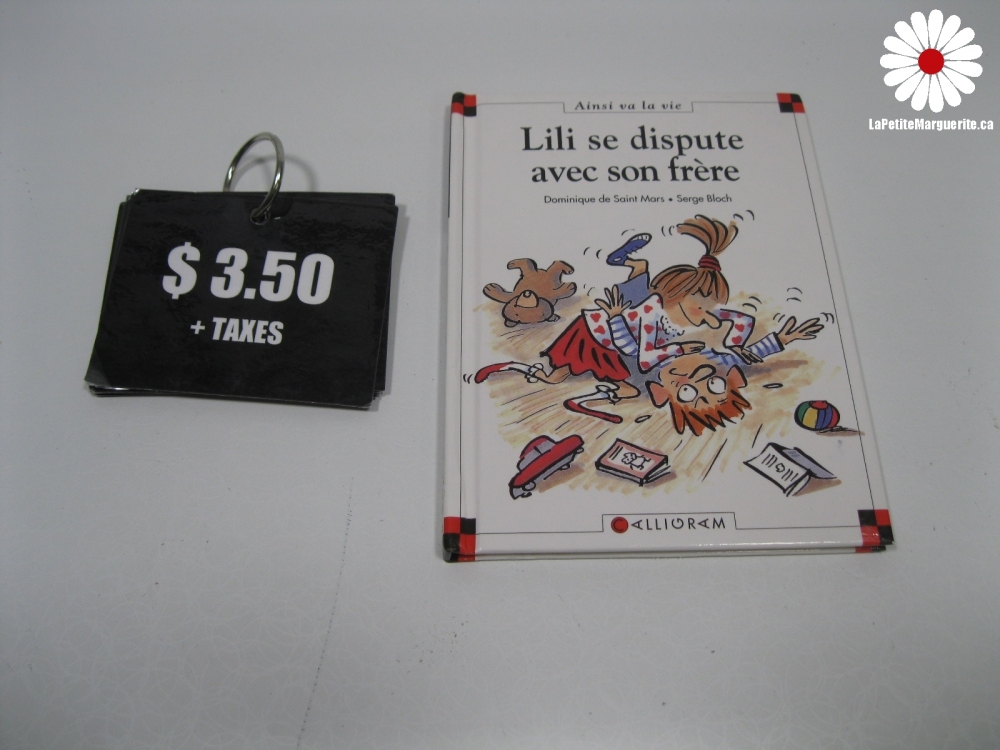 $ 3.50
+ TAXES
Ainsi va la vie
Lili se dispute
avec son frère
Dominique de Saint Mars • Serge Bloch
CALLIGRAM
LaPetiteMarguerite.ca